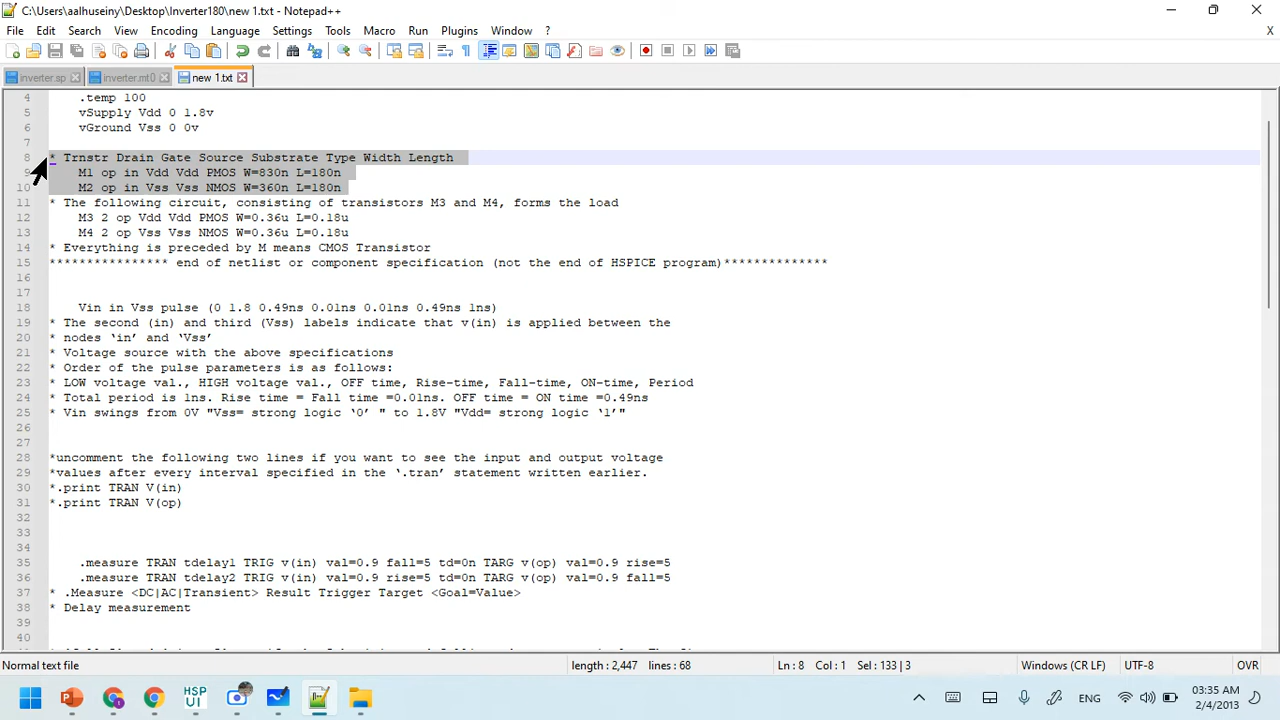 C:\Users\aalhuseiny\Desktop\Inverter180\new 1.txt - Notepad++
File Edit Search View Encoding Language Settings Tools Macro Run Plugins Window ? X
inverter.sp inverter.mt0 new 1.txt
4 .temp 100
5 vSupply Vdd 0 1.8v
6 vGround Vss 0 0v
7
8 * Trnstr Drain Gate Source Substrate Type Width Length
9 M1 op in Vdd Vdd PMOS W=830n L=180n
10 M2 op in Vss Vss NMOS W=360n L=180n
11 * The following circuit, consisting of transistors M3 and M4, forms the load
12 M3 2 op Vdd Vdd PMOS W=0.36u L=0.18u
13 M4 2 op Vss Vss NMOS W=0.36u L=0.18u
14 * Everything is preceded by M means CMOS Transistor
15 **************** end of netlist or component specification (not the end of HSPICE program)**************
16
17
18 Vin in Vss pulse (0 1.8 0.49ns 0.01ns 0.01ns 0.49ns 1ns)
19 * The second (in) and third (Vss) labels indicate that v(in) is applied between the
20 * nodes ‘in’ and ‘Vss’
21 * Voltage source with the above specifications
22 * Order of the pulse parameters is as follows:
23 * LOW voltage val., HIGH voltage val., OFF time, Rise-time, Fall-time, ON-time, Period
24 * Total period is 1ns. Rise time = Fall time =0.01ns. OFF time = ON time =0.49ns
25 * Vin swings from 0V "Vss= strong logic ‘0’ " to 1.8V "Vdd= strong logic ‘1’"
26
27
28 *uncomment the following two lines if you want to see the input and output voltage
29 *values after every interval specified in the ‘.tran’ statement written earlier.
30 *.print TRAN V(in)
31 *.print TRAN V(op)
32
33
34
35 .measure TRAN tdelay1 TRIG v(in) val=0.9 fall=5 td=0n TARG v(op) val=0.9 rise=5
36 .measure TRAN tdelay2 TRIG v(in) val=0.9 rise=5 td=0n TARG v(op) val=0.9 fall=5
37 * .Measure <DC|AC|Transient> Result Trigger Target <Goal=Value>
38 * Delay measurement
39
40
Normal text file length : 2,447 lines : 68 Ln : 8 Col : 1 Sel : 133 | 3 Windows (CR LF) UTF-8 OVR
HSP UI ENG 03:35 AM
2/4/2013